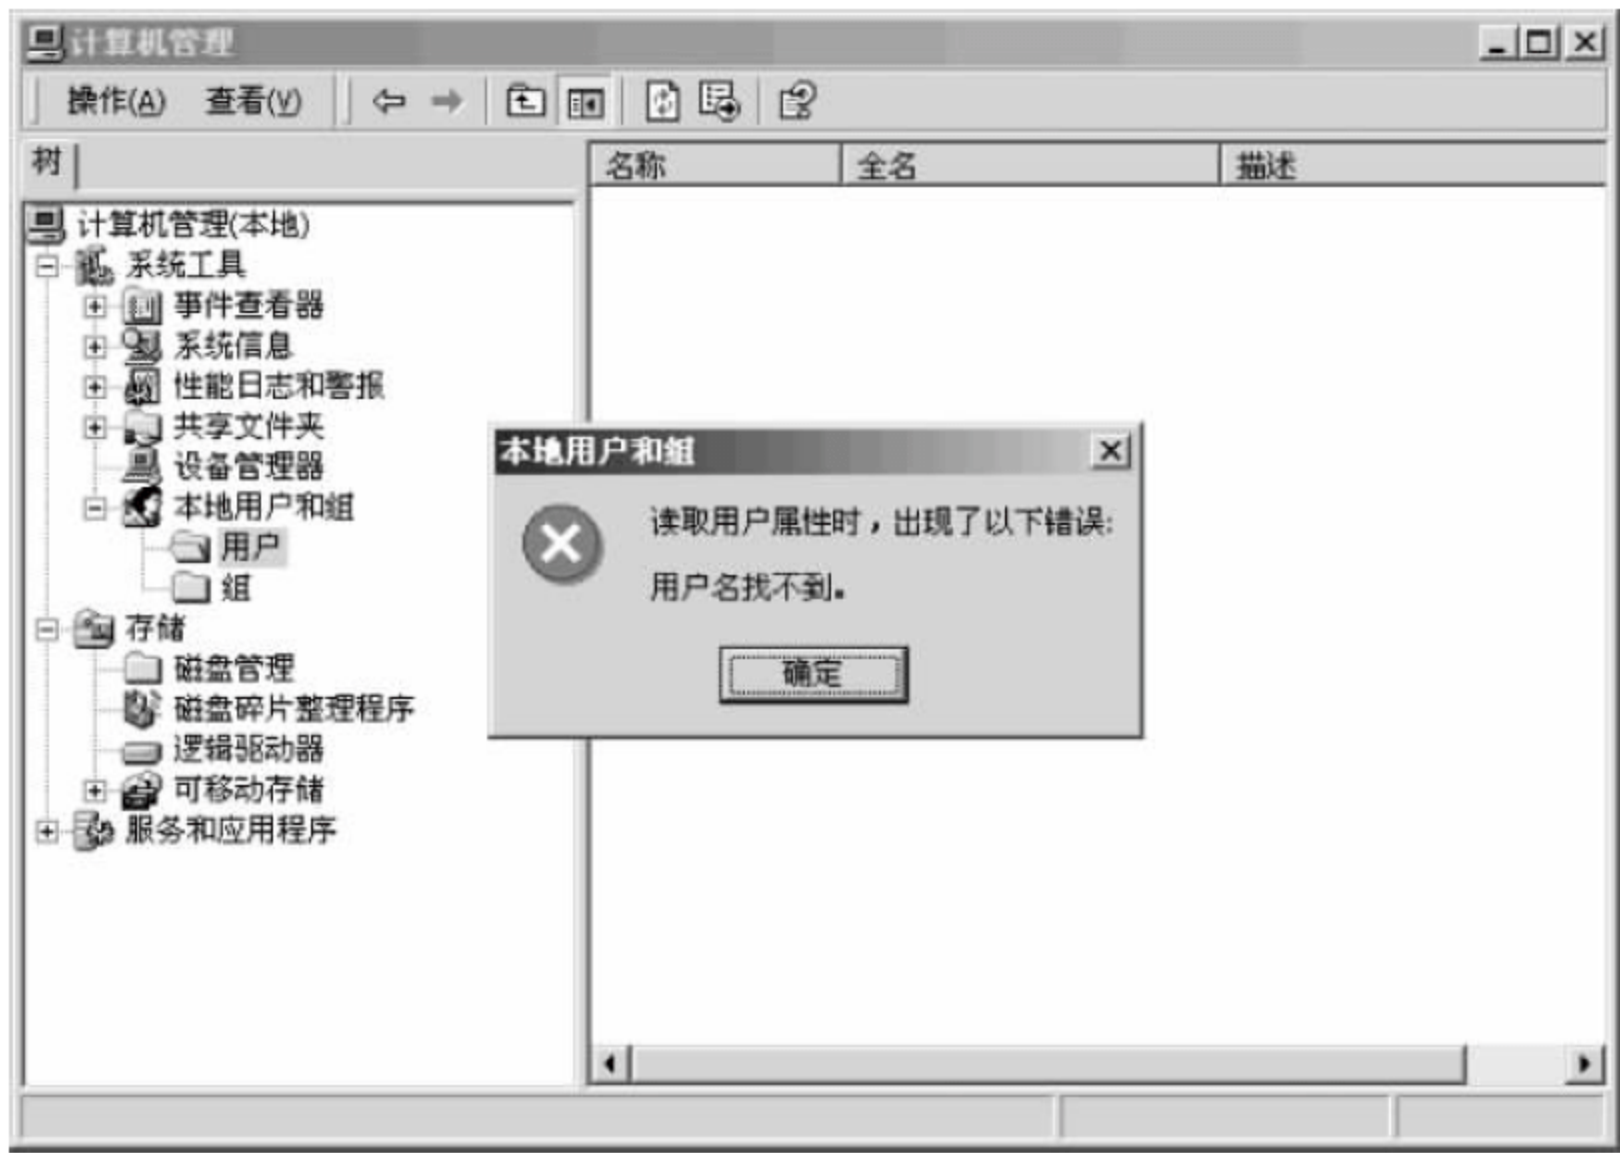 计算机管理
操作(A) 查看(V)
树
名称 全名 描述
计算机管理(本地)
系统工具
事件查看器
系统信息
性能日志和警报
共享文件夹
设备管理器
本地用户和组
用户
组
存储
磁盘管理
磁盘碎片整理程序
逻辑驱动器
可移动存储
服务和应用程序
本地用户和组
读取用户属性时，出现了以下错误:
用户名找不到。
确定